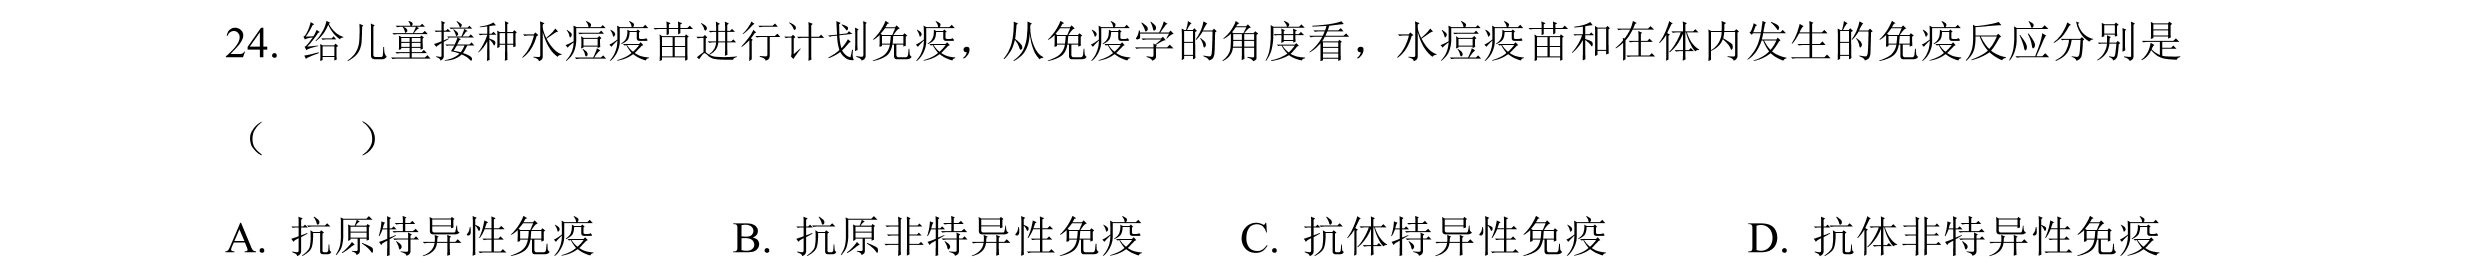 24. 给儿童接种水痘疫苗进行计划免疫，从免疫学的角度看，水痘疫苗和在体内发生的免疫反应分别是
（　　）
A. 抗原特异性免疫　　B. 抗原非特异性免疫　　C. 抗体特异性免疫　　D. 抗体非特异性免疫